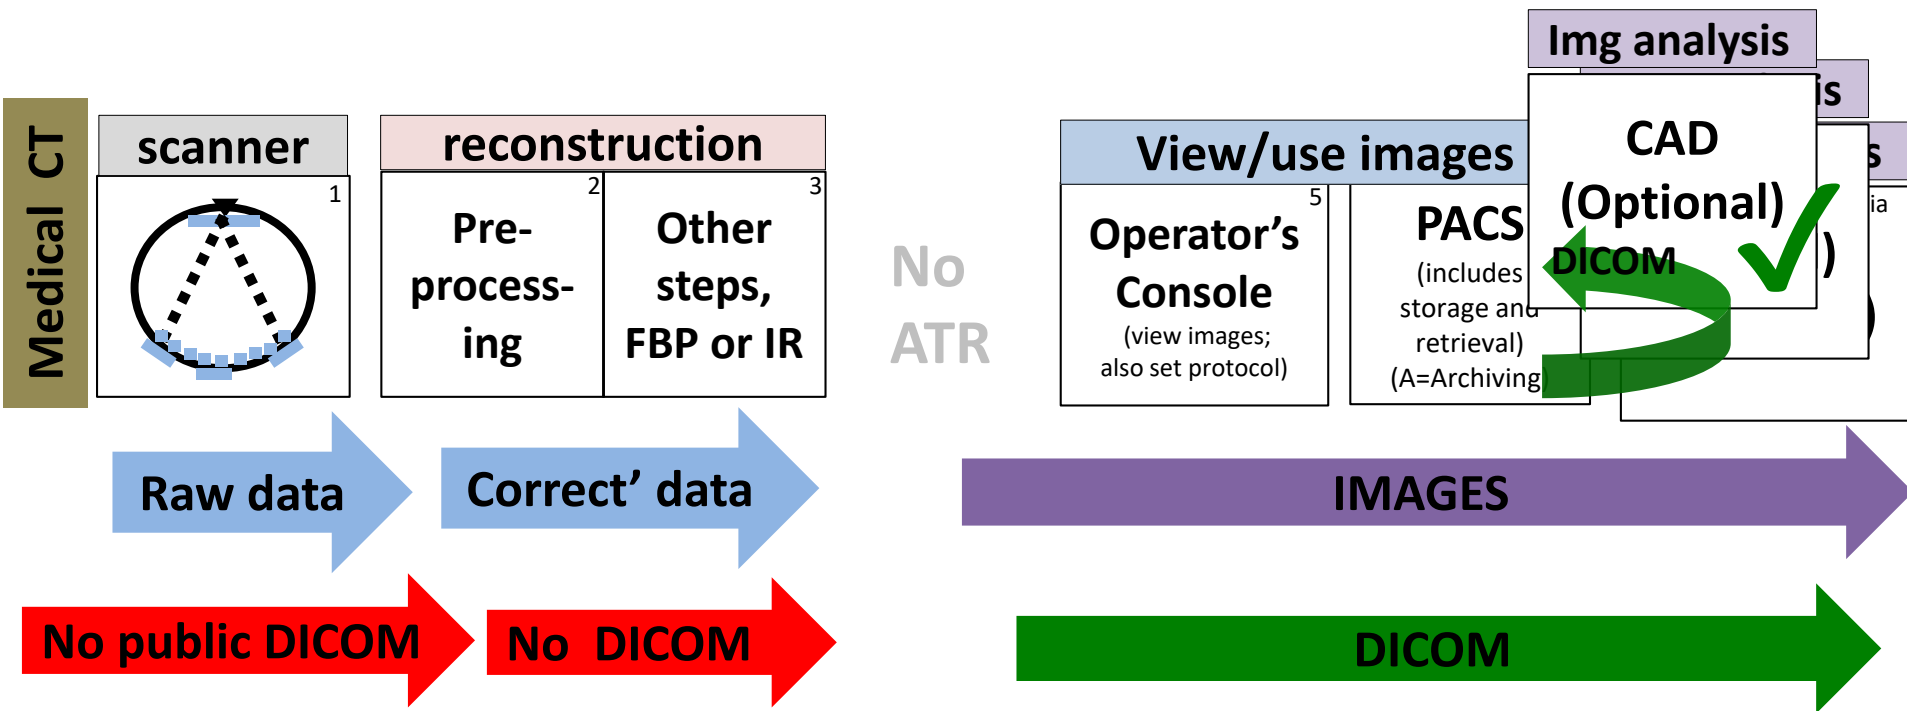 Medical CT
scanner
1
reconstruction
2
Pre-
process-
ing
3
Other
steps,
FBP or IR
No
ATR
View/use images
5
Operator’s
Console
(view images;
also set protocol)
PACS
(includes
storage and
retrieval)
(A=Archiving)
Img analysis
CAD
(Optional)
DICOM
is
s
ia
)
)
Raw data
Correct’ data
IMAGES
No public DICOM
No  DICOM
DICOM